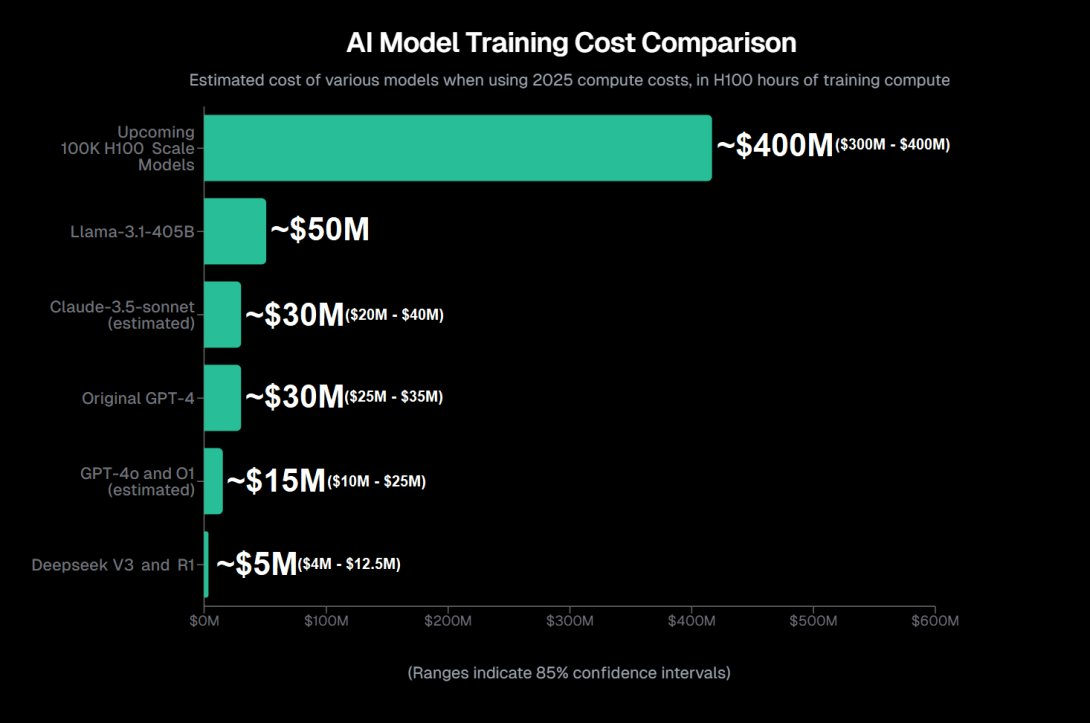 AI Model Training Cost Comparison
Estimated cost of various models when using 2025 compute costs, in H100 hours of training compute
Upcoming
100K H100 Scale
Models
~$400M ($300M - $400M)
Llama-3.1-405B
~$50M
Claude-3.5-sonnet
(estimated)
~$30M ($20M - $40M)
Original GPT-4
~$30M ($25M - $35M)
GPT-4o and O1
(estimated)
~$15M ($10M - $25M)
Deepseek V3 and R1
~$5M ($4M - $12.5M)
$0M $100M $200M $300M $400M $500M $600M
(Ranges indicate 85% confidence intervals)